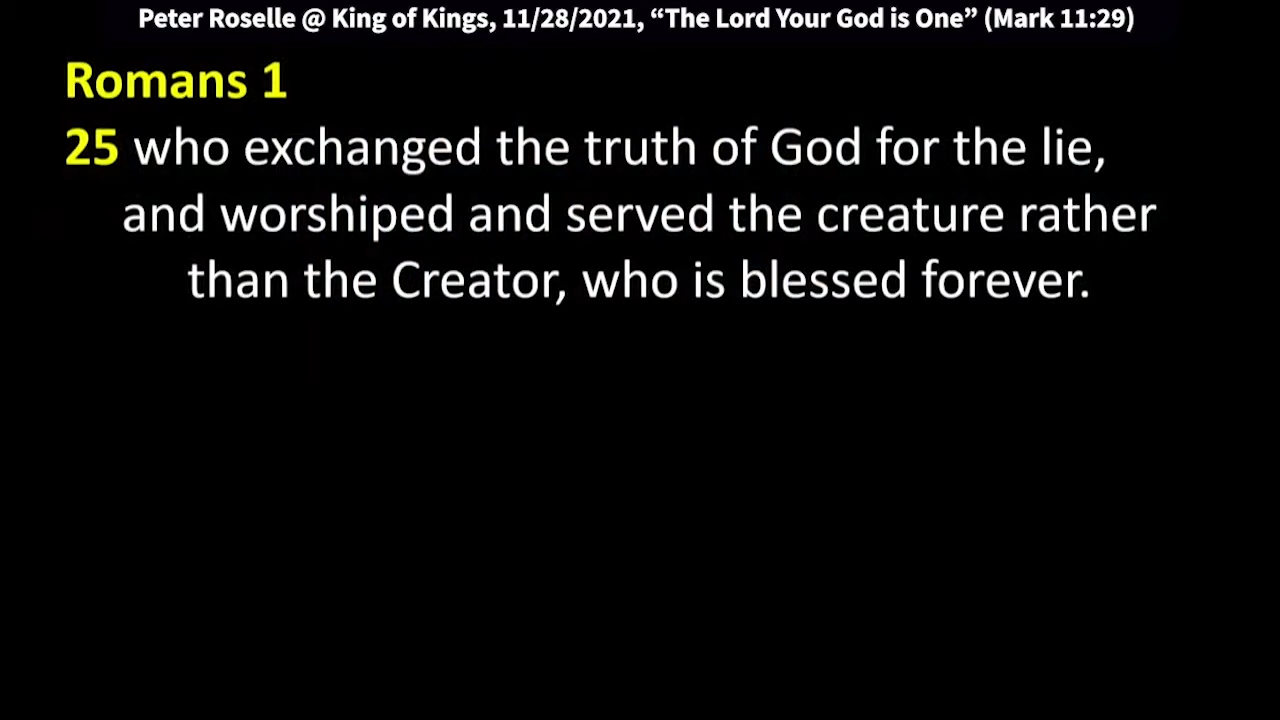 Peter Roselle @ King of Kings, 11/28/2021, “The Lord Your God is One” (Mark 11:29)
Romans 1
25 who exchanged the truth of God for the lie,
and worshiped and served the creature rather
than the Creator, who is blessed forever.